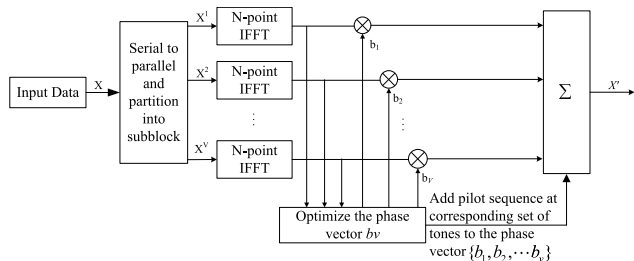 Input Data
X
Serial to
parallel
and
partition
into
subblock
X¹
N-point
IFFT
b₁
X²
N-point
IFFT
b₂
⋮
⋮
Xⱽ
N-point
IFFT
b_V
Σ
X'
Optimize the phase
vector bv
Add pilot sequence at
corresponding set of
tones to the phase
vector {b₁, b₂, ⋯ bᵥ}